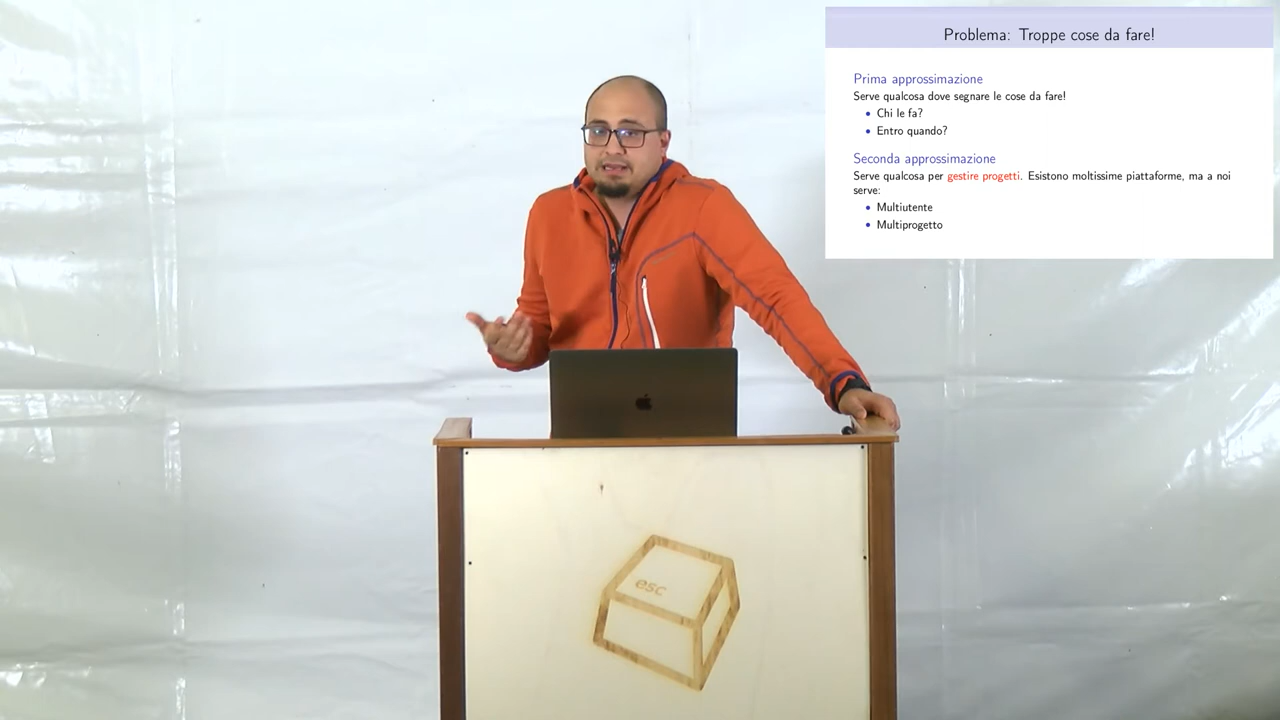 Problema: Troppe cose da fare!
Prima approssimazione
Serve qualcosa dove segnare le cose da fare!
• Chi le fa?
• Entro quando?
Seconda approssimazione
Serve qualcosa per gestire progetti. Esistono moltissime piattaforme, ma a noi
serve:
• Multiutente
• Multiprogetto
esc